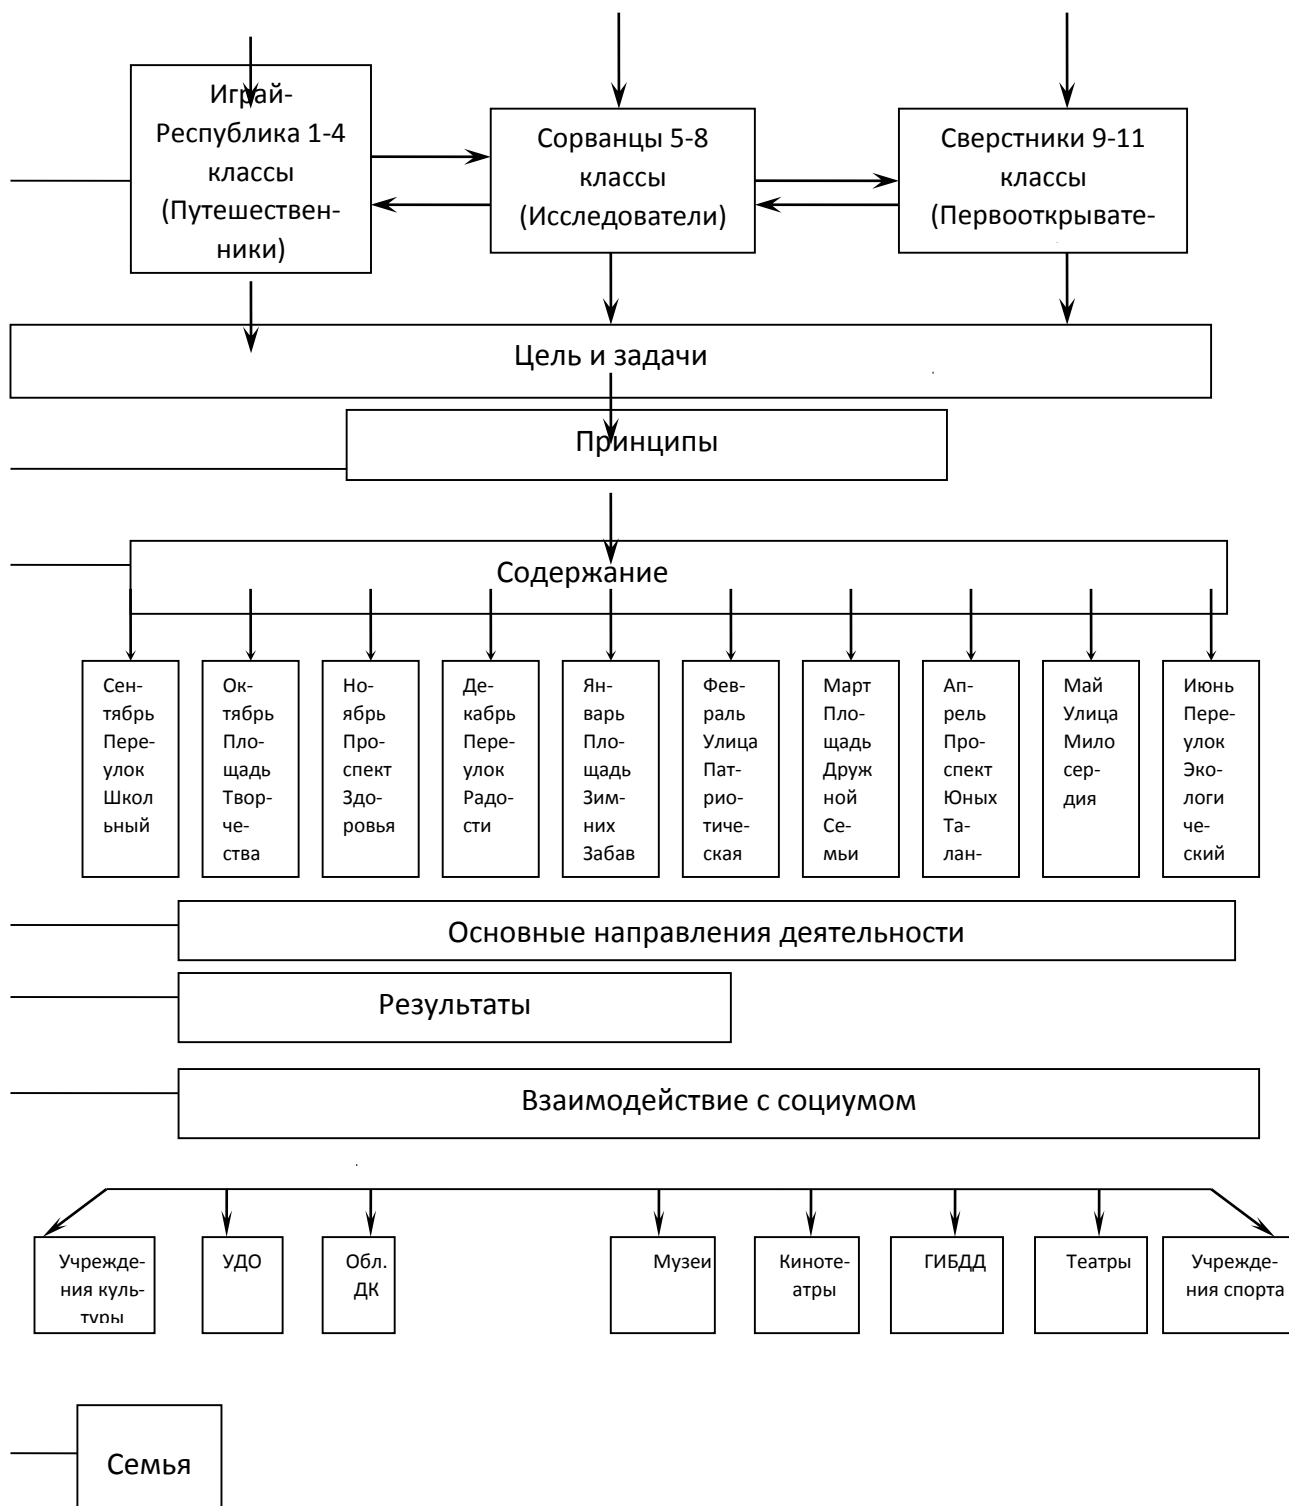 Играй-
Республика 1-4
классы
(Путешествен-
ники)
Сорванцы 5-8
классы
(Исследователи)
Сверстники 9-11
классы
(Первооткрывате-
Цель и задачи
Принципы
Содержание
Сен-
тябрь
Пере-
улок
Школ
ьный
Ок-
тябрь
Пло-
щадь
Твор-
че-
ства
Но-
ябрь
Про-
спект
Здо-
ровья
Де-
кабрь
Пере-
улок
Радо-
сти
Ян-
варь
Пло-
щадь
Зим-
них
Забав
Фев-
раль
Улица
Пат-
рио-
тиче-
ская
Март
Пло-
щадь
Друж
ной
Се-
мьи
Ап-
рель
Про-
спект
Юных
Та-
лан-
Май
Улица
Мило
сер-
дия
Июнь
Пере-
улок
Эко-
логи
че-
ский
Основные направления деятельности
Результаты
Взаимодействие с социумом
Учрежде-
ния куль-
туры
УДО
Обл.
ДК
Музеи
Киноте-
атры
ГИБДД
Театры
Учрежде-
ния спорта
Семья